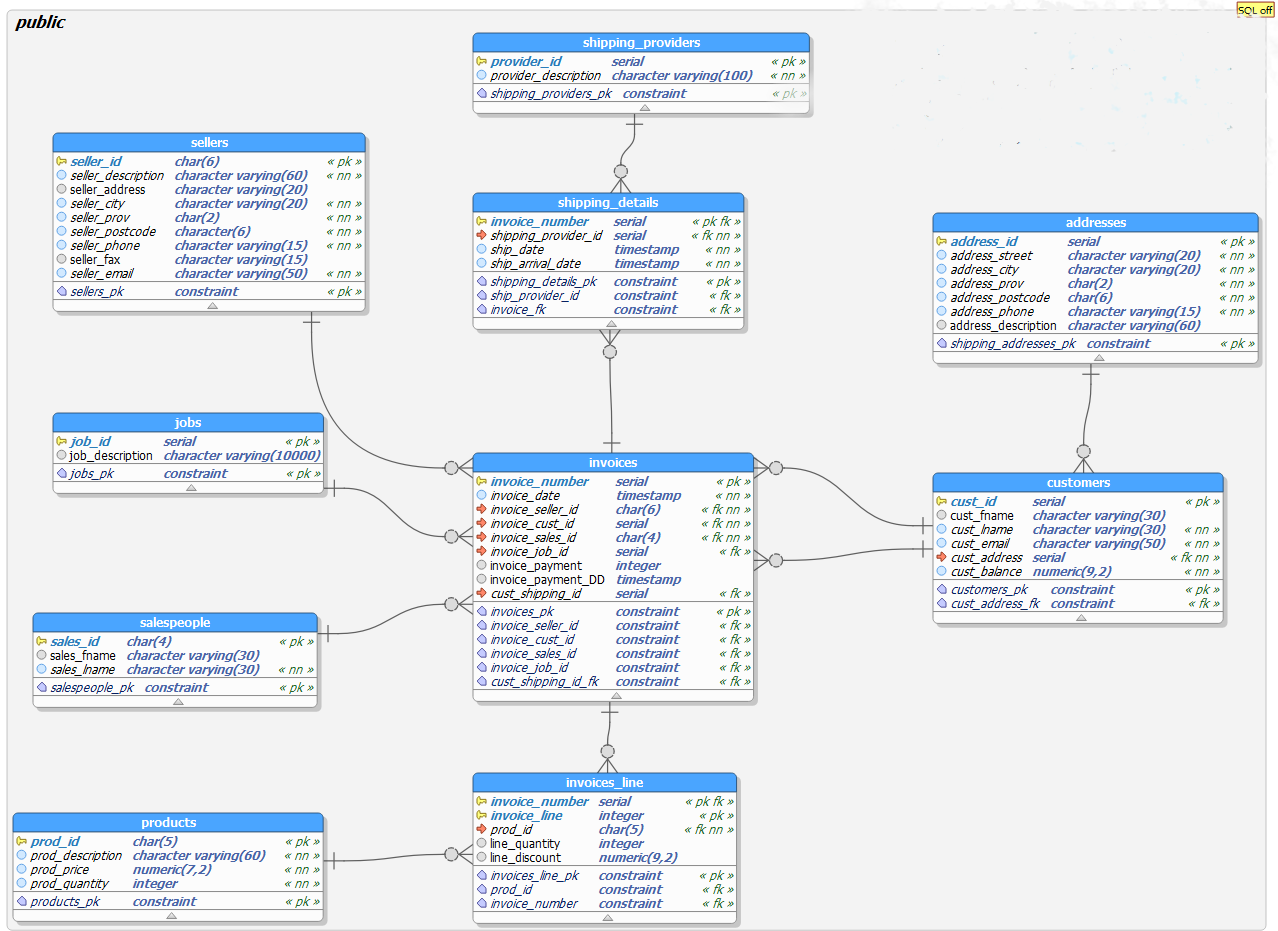 public
SQL off
shipping_providers
provider_id serial « pk »
provider_description character varying(100) « nn »
shipping_providers_pk constraint « pk »
sellers
seller_id char(6) « pk »
seller_description character varying(60) « nn »
seller_address character varying(20)
seller_city character varying(20) « nn »
seller_prov char(2) « nn »
seller_postcode character(6) « nn »
seller_phone character varying(15) « nn »
seller_fax character varying(15)
seller_email character varying(50) « nn »
sellers_pk constraint « pk »
shipping_details
invoice_number serial « pk fk »
shipping_provider_id serial « fk nn »
ship_date timestamp « nn »
ship_arrival_date timestamp « nn »
shipping_details_pk constraint « pk »
ship_provider_id constraint « fk »
invoice_fk constraint « fk »
addresses
address_id serial « pk »
address_street character varying(20) « nn »
address_city character varying(20) « nn »
address_prov char(2) « nn »
address_postcode char(6) « nn »
address_phone character varying(15) « nn »
address_description character varying(60)
shipping_addresses_pk constraint « pk »
jobs
job_id serial « pk »
job_description character varying(10000)
jobs_pk constraint « pk »
invoices
invoice_number serial « pk »
invoice_date timestamp « nn »
invoice_seller_id char(6) « fk nn »
invoice_cust_id serial « fk nn »
invoice_sales_id char(4) « fk nn »
invoice_job_id serial « fk »
invoice_payment integer
invoice_payment_DD timestamp
cust_shipping_id serial « fk »
invoices_pk constraint « pk »
invoice_seller_id constraint « fk »
invoice_cust_id constraint « fk »
invoice_sales_id constraint « fk »
invoice_job_id constraint « fk »
cust_shipping_id_fk constraint « fk »
customers
cust_id serial « pk »
cust_fname character varying(30)
cust_lname character varying(30) « nn »
cust_email character varying(50) « nn »
cust_address serial « fk nn »
cust_balance numeric(9,2) « nn »
customers_pk constraint « pk »
cust_address_fk constraint « fk »
salespeople
sales_id char(4) « pk »
sales_fname character varying(30)
sales_lname character varying(30) « nn »
salespeople_pk constraint « pk »
invoices_line
invoice_number serial « pk fk »
invoice_line integer « pk »
prod_id char(5) « fk nn »
line_quantity integer
line_discount numeric(9,2)
invoices_line_pk constraint « pk »
prod_id constraint « fk »
invoice_number constraint « fk »
products
prod_id char(5) « pk »
prod_description character varying(60) « nn »
prod_price numeric(7,2) « nn »
prod_quantity integer « nn »
products_pk constraint « pk »